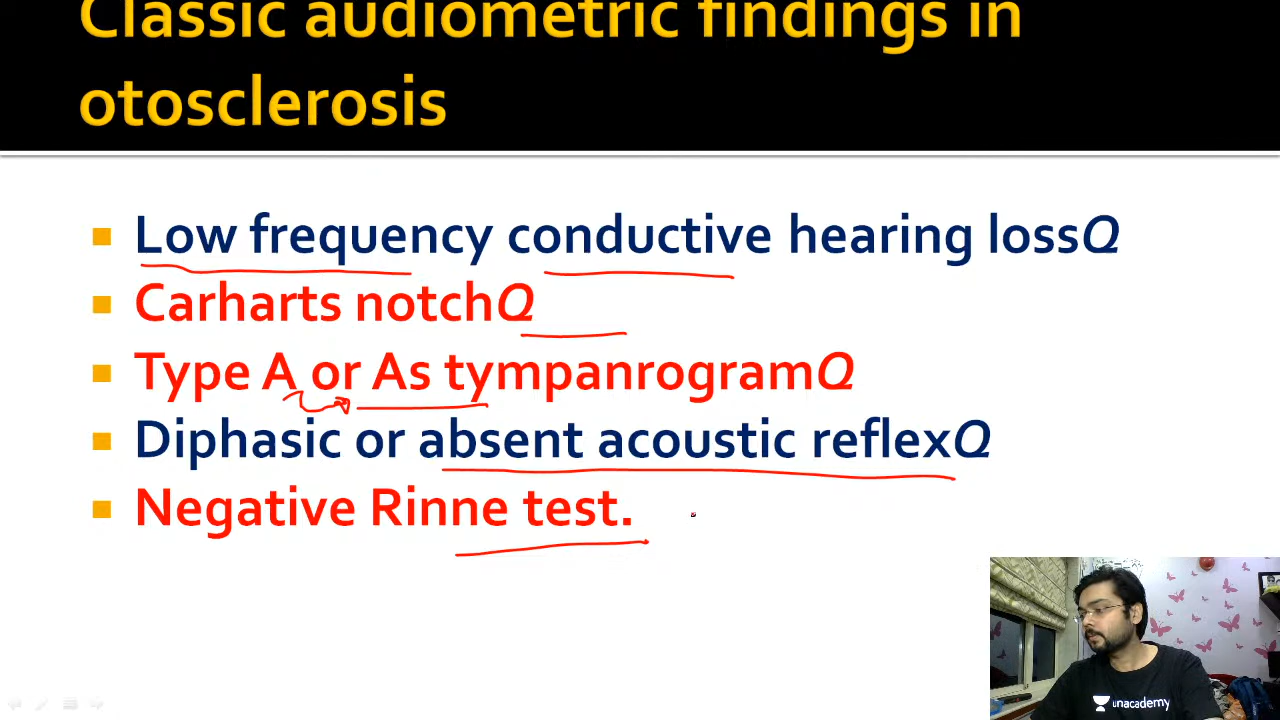 Classic audiometric findings in
otosclerosis
Low frequency conductive hearing lossQ
Carharts notchQ
Type A or As tympanrogramQ
Diphasic or absent acoustic reflexQ
Negative Rinne test.
unacademy